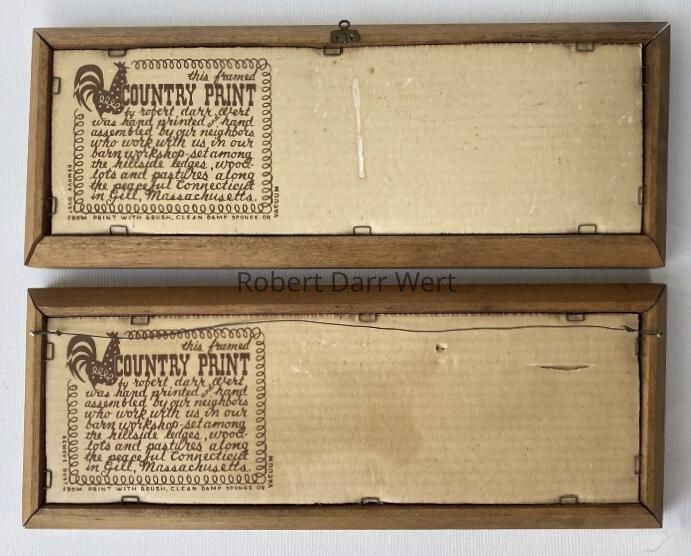 this framed
COUNTRY PRINT
by robert darr wert
was hand printed and hand
assembled by our neighbors
who work with us in our
barn workshop-set among
the hillside ledges, wood
lots and pastures along
the peaceful Connecticut
in Gill, Massachusetts.
REMOVE DUST
FROM PRINT WITH BRUSH, CLEAN DAMP SPONGE OR
VACUUM
Robert Darr Wert
this framed
COUNTRY PRINT
by robert darr wert
was hand printed & hand
assembled by our neighbors
who work with us in our
barn workshop-set among
the hillside ledges, wood
lots and pastures along
the peaceful Connecticut
in Gill, Massachusetts.
REMOVE DUST
FROM PRINT WITH BRUSH, CLEAN DAMP SPONGE OR
VACUUM